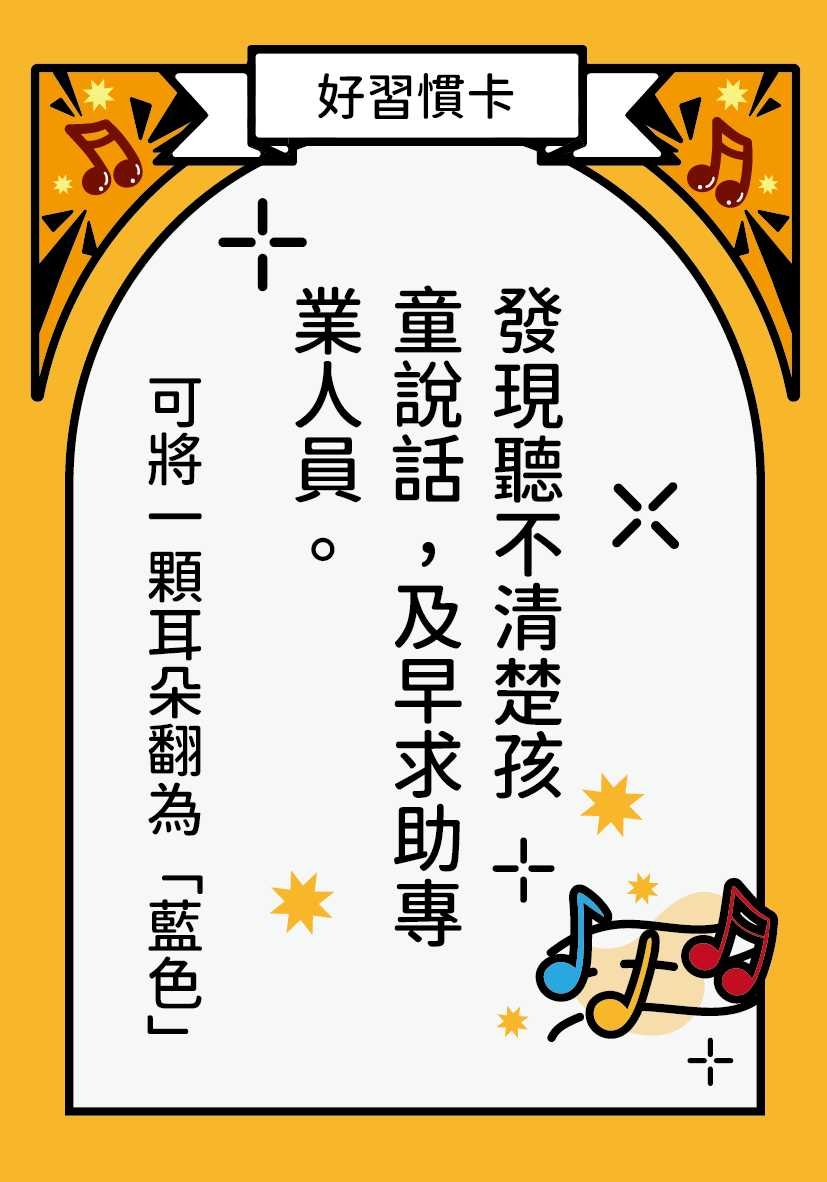 好習慣卡
發現聽不清楚孩
童說話，及早求助專
業人員。
可將一顆耳朵翻為「藍色」